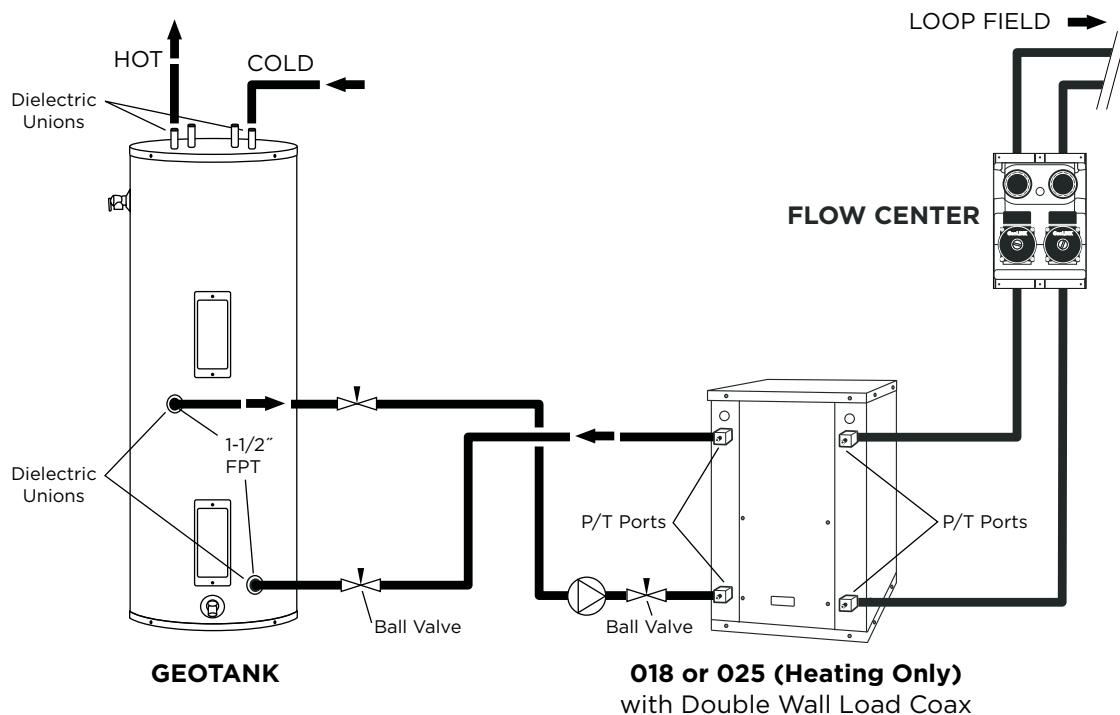 LOOP FIELD
HOT
COLD
Dielectric
Unions
FLOW CENTER
1-1/2˝
FPT
Dielectric
Unions
P/T Ports
P/T Ports
Ball Valve
Ball Valve
GEOTANK
018 or 025 (Heating Only)
with Double Wall Load Coax